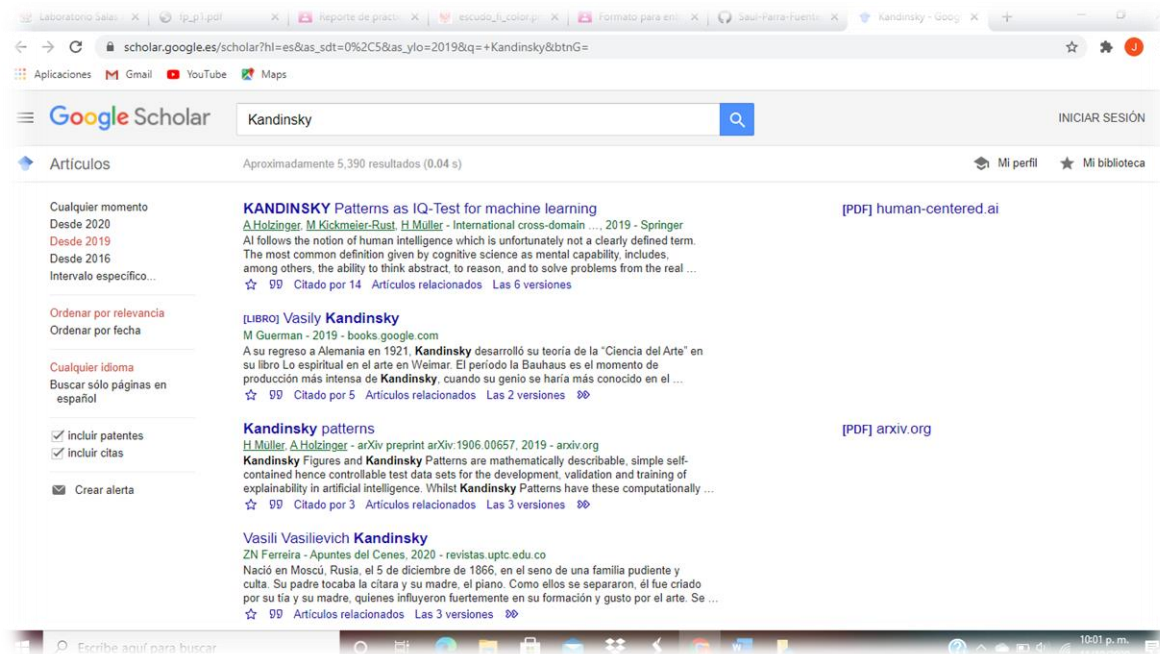 Laboratorio Salas
fp_p1.pdf
Reporte de practi
escudo_fi_color.p
Formato para ent
Saul-Parra-Fuente
Kandinsky - Goog
scholar.google.es/scholar?hl=es&as_sdt=0%2C5&as_ylo=2019&q=+Kandinsky&btnG=
J
Aplicaciones Gmail YouTube Maps
Google Scholar
Kandinsky
INICIAR SESIÓN
Artículos
Aproximadamente 5,390 resultados (0.04 s)
Mi perfil Mi biblioteca
Cualquier momento
Desde 2020
Desde 2019
Desde 2016
Intervalo específico...
Ordenar por relevancia
Ordenar por fecha
Cualquier idioma
Buscar sólo páginas en
español
incluir patentes
incluir citas
Crear alerta
KANDINSKY Patterns as IQ-Test for machine learning
A Holzinger, M Kickmeier-Rust, H Müller - International cross-domain …, 2019 - Springer
AI follows the notion of human intelligence which is unfortunately not a clearly defined term.
The most common definition given by cognitive science as mental capability, includes,
among others, the ability to think abstract, to reason, and to solve problems from the real ...
Citado por 14 Artículos relacionados Las 6 versiones
[PDF] human-centered.ai
[LIBRO] Vasily Kandinsky
M Guerman - 2019 - books.google.com
A su regreso a Alemania en 1921, Kandinsky desarrolló su teoría de la “Ciencia del Arte” en
su libro Lo espiritual en el arte en Weimar. El período la Bauhaus es el momento de
producción más intensa de Kandinsky, cuando su genio se haría más conocido en el ...
Citado por 5 Artículos relacionados Las 2 versiones
Kandinsky patterns
H Müller, A Holzinger - arXiv preprint arXiv:1906.00657, 2019 - arxiv.org
Kandinsky Figures and Kandinsky Patterns are mathematically describable, simple self-
contained hence controllable test data sets for the development, validation and training of
explainability in artificial intelligence. Whilst Kandinsky Patterns have these computationally ...
Citado por 3 Artículos relacionados Las 3 versiones
[PDF] arxiv.org
Vasili Vasilievich Kandinsky
ZN Ferreira - Apuntes del Cenes, 2020 - revistas.uptc.edu.co
Nació en Moscú, Rusia, el 5 de diciembre de 1866, en el seno de una familia pudiente y
culta. Su padre tocaba la cítara y su madre, el piano. Como ellos se separaron, él fue criado
por su tía y su madre, quienes influyeron fuertemente en su formación y gusto por el arte. Se ...
Artículos relacionados Las 3 versiones
Escribe aquí para buscar
10:01 p. m.